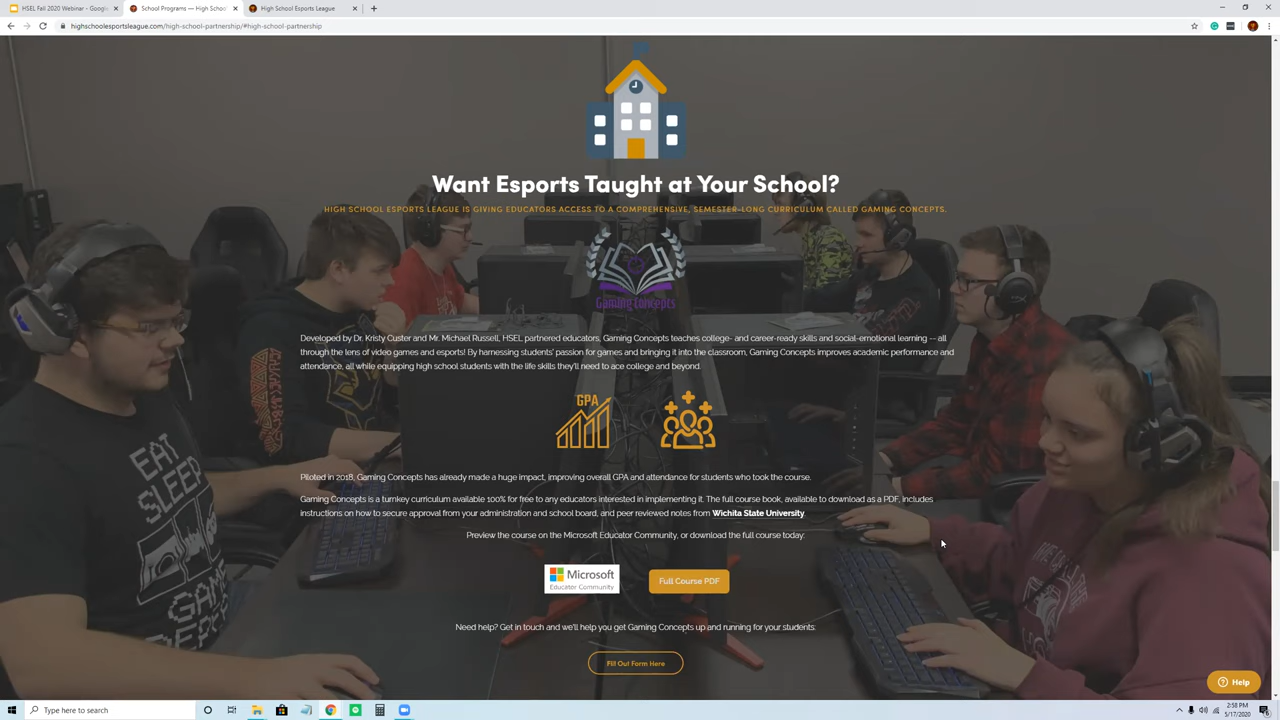 HSEL Fall 2020 Webinar - Google
School Programs — High Schoo
High School Esports League
highschoolesportsleague.com/high-school-partnership/#high-school-partnership
Want Esports Taught at Your School?
HIGH SCHOOL ESPORTS LEAGUE IS GIVING EDUCATORS ACCESS TO A COMPREHENSIVE, SEMESTER-LONG CURRICULUM CALLED GAMING CONCEPTS.
Gaming Concepts
Developed by Dr. Kristy Custer and Mr. Michael Russell, HSEL partnered educators, Gaming Concepts teaches college- and career-ready skills and social-emotional learning -- all
through the lens of video games and esports! By harnessing students' passion for games and bringing it into the classroom, Gaming Concepts improves academic performance and
attendance, all while equipping high school students with the life skills they'll need to ace college and beyond.
GPA
Piloted in 2018, Gaming Concepts has already made a huge impact, improving overall GPA and attendance for students who took the course.
Gaming Concepts is a turnkey curriculum available 100% for free to any educators interested in implementing it. The full course book, available to download as a PDF, includes
instructions on how to secure approval from your administration and school board, and peer reviewed notes from Wichita State University.
Preview the course on the Microsoft Educator Community, or download the full course today:
Microsoft
Educator Community
Full Course PDF
Need help? Get in touch and we'll help you get Gaming Concepts up and running for your students:
Fill Out Form Here
Help
EAT
SLEEP
GAME
REPEAT
Type here to search
2:58 PM
5/17/2020